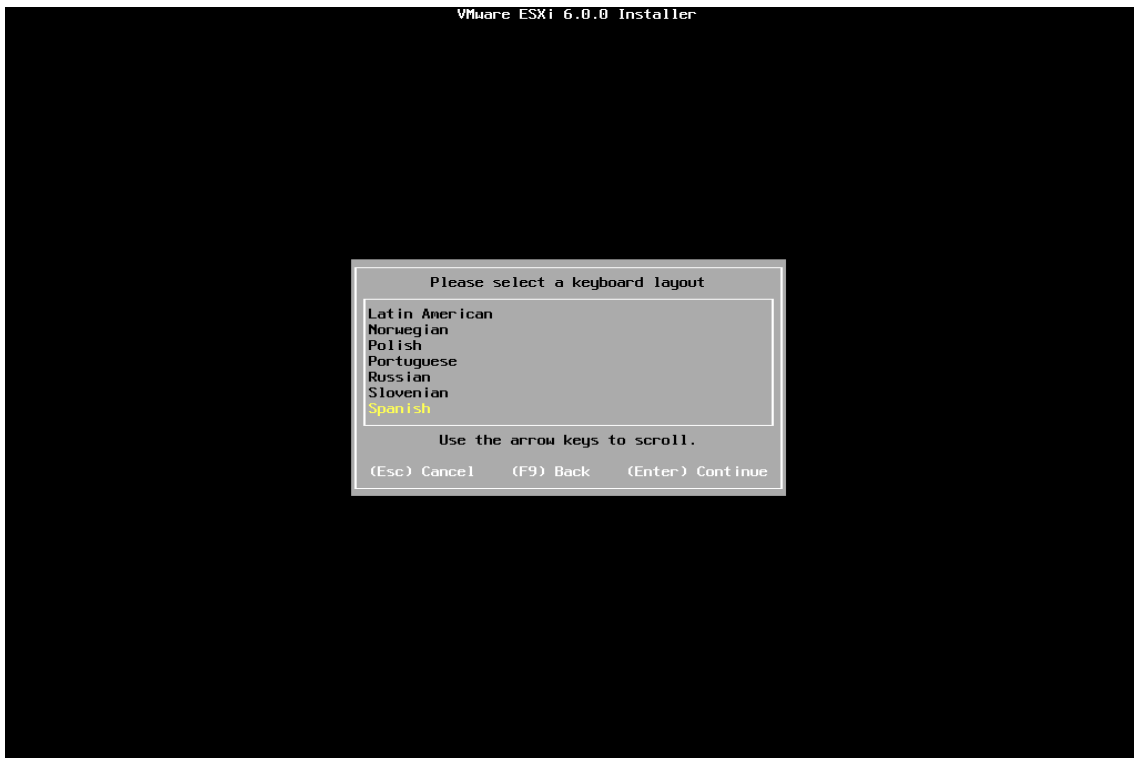 VMware ESXi 6.0.0 Installer
Please select a keyboard layout
Latin American
Norwegian
Polish
Portuguese
Russian
Slovenian
Spanish
Use the arrow keys to scroll.
(Esc) Cancel (F9) Back (Enter) Continue